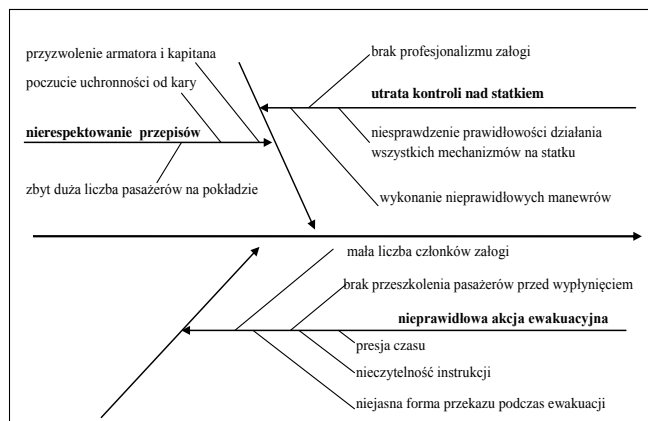 przyzwolenie armatora i kapitana
poczucie uchronności od kary
nierespektowanie przepisów
zbyt duża liczba pasażerów na pokładzie
brak profesjonalizmu załogi
utrata kontroli nad statkiem
niesprawdzenie prawidłowości działania
wszystkich mechanizmów na statku
wykonanie nieprawidłowych manewrów
mała liczba członków załogi
brak przeszkolenia pasażerów przed wypłynięciem
nieprawidłowa akcja ewakuacyjna
presja czasu
nieczytelność instrukcji
niejasna forma przekazu podczas ewakuacji